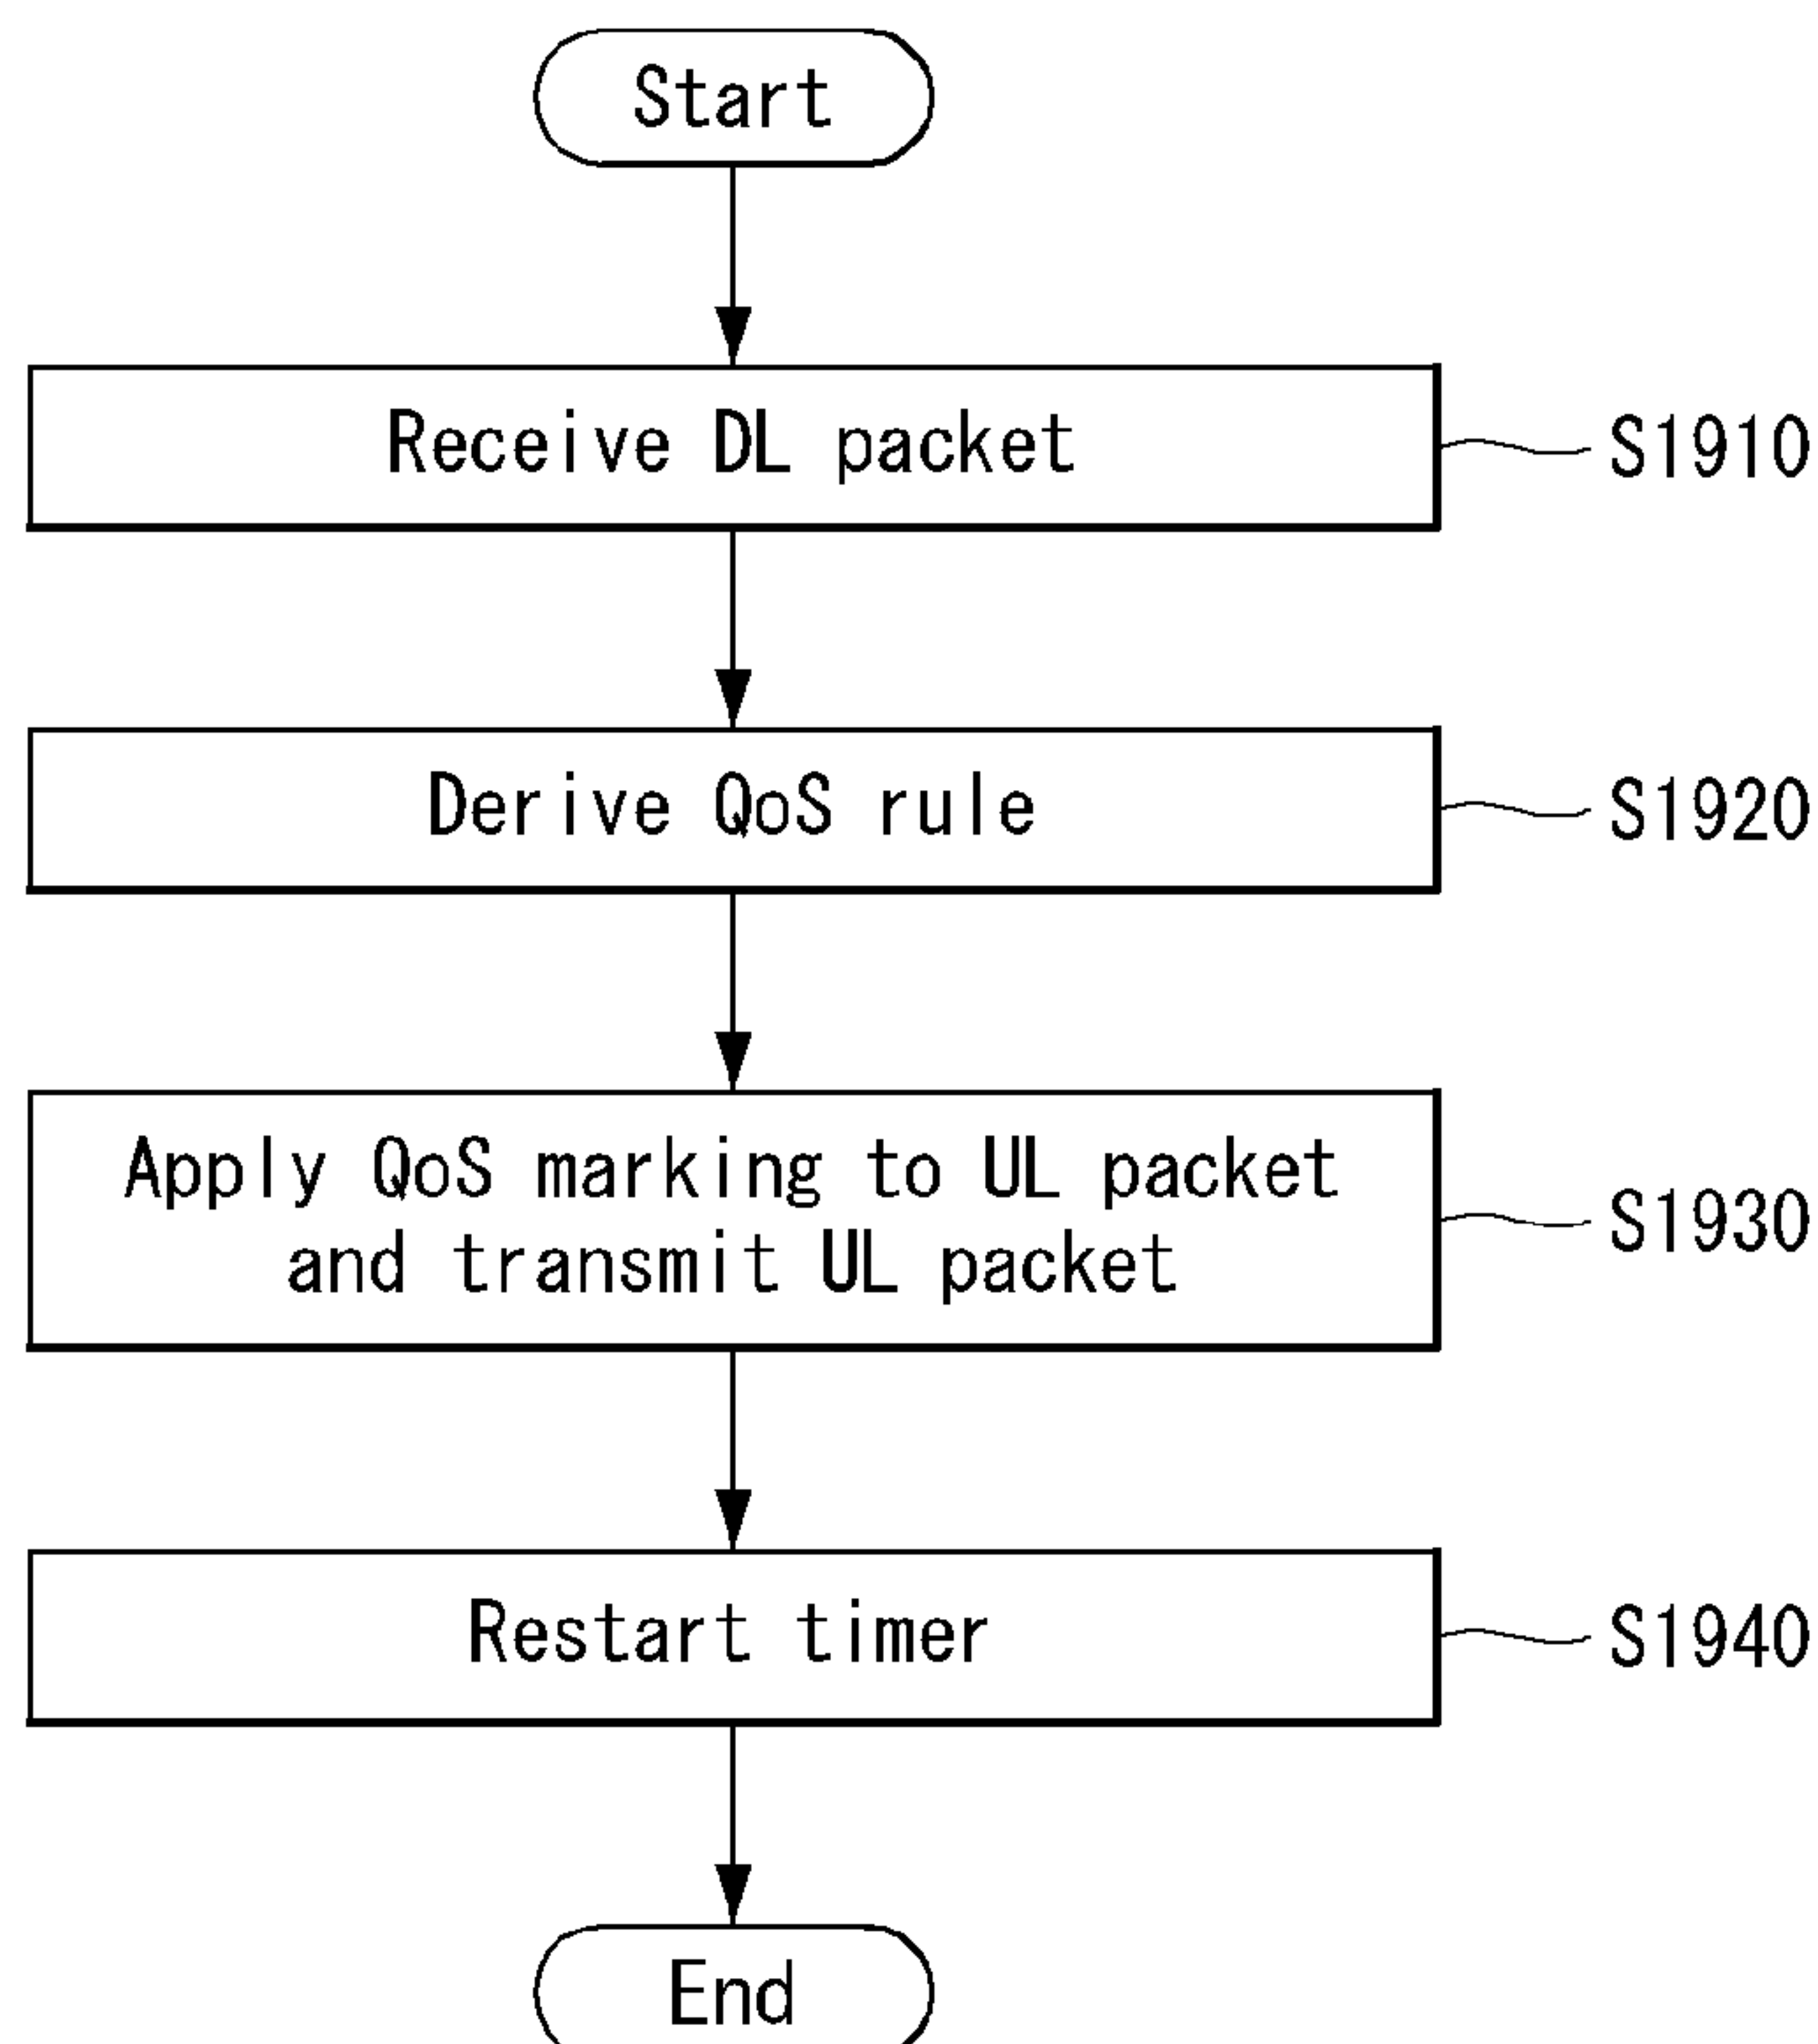 Start
Receive DL packet
S1910
Derive QoS rule
S1920
Apply QoS marking to UL packet
and transmit UL packet
S1930
Restart timer
S1940
End